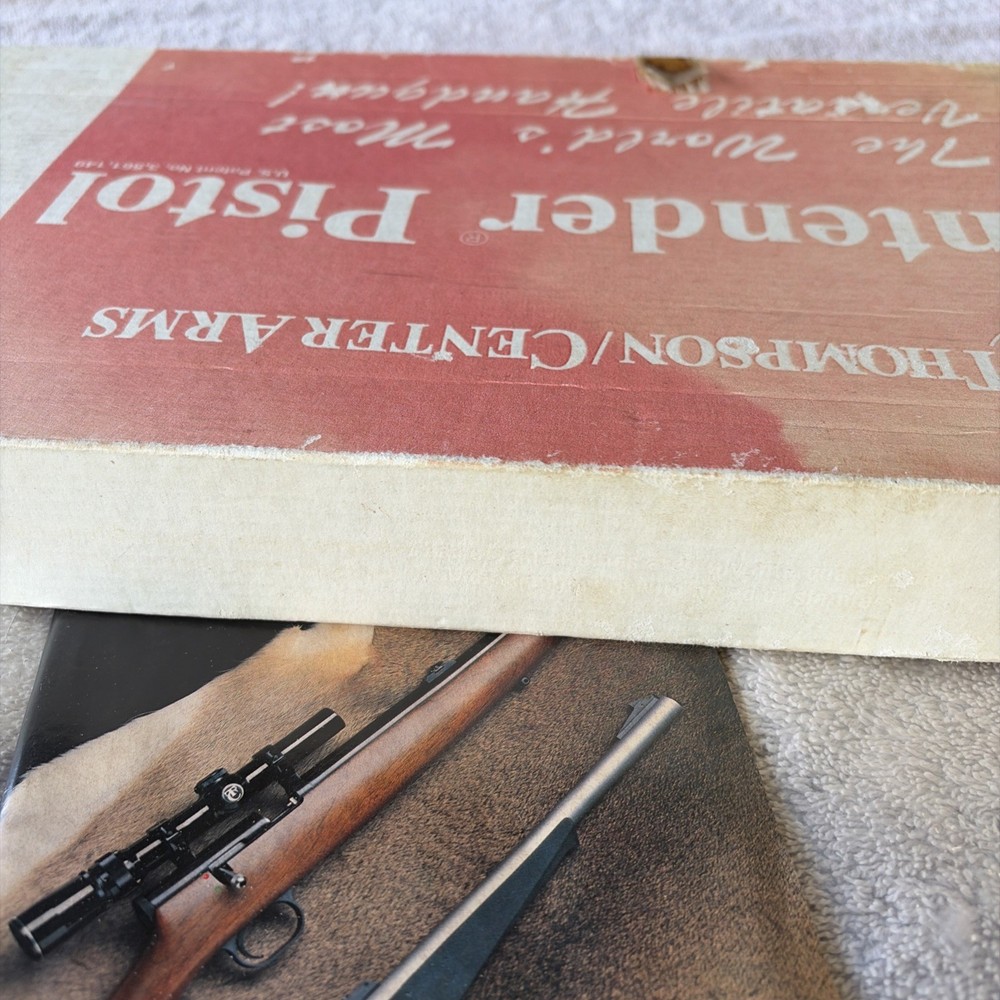 THOMPSON/CENTER ARMS
ntender® Pistol
U.S. Patent No. 3,561,149
The World's Most
Versatile Handgun!